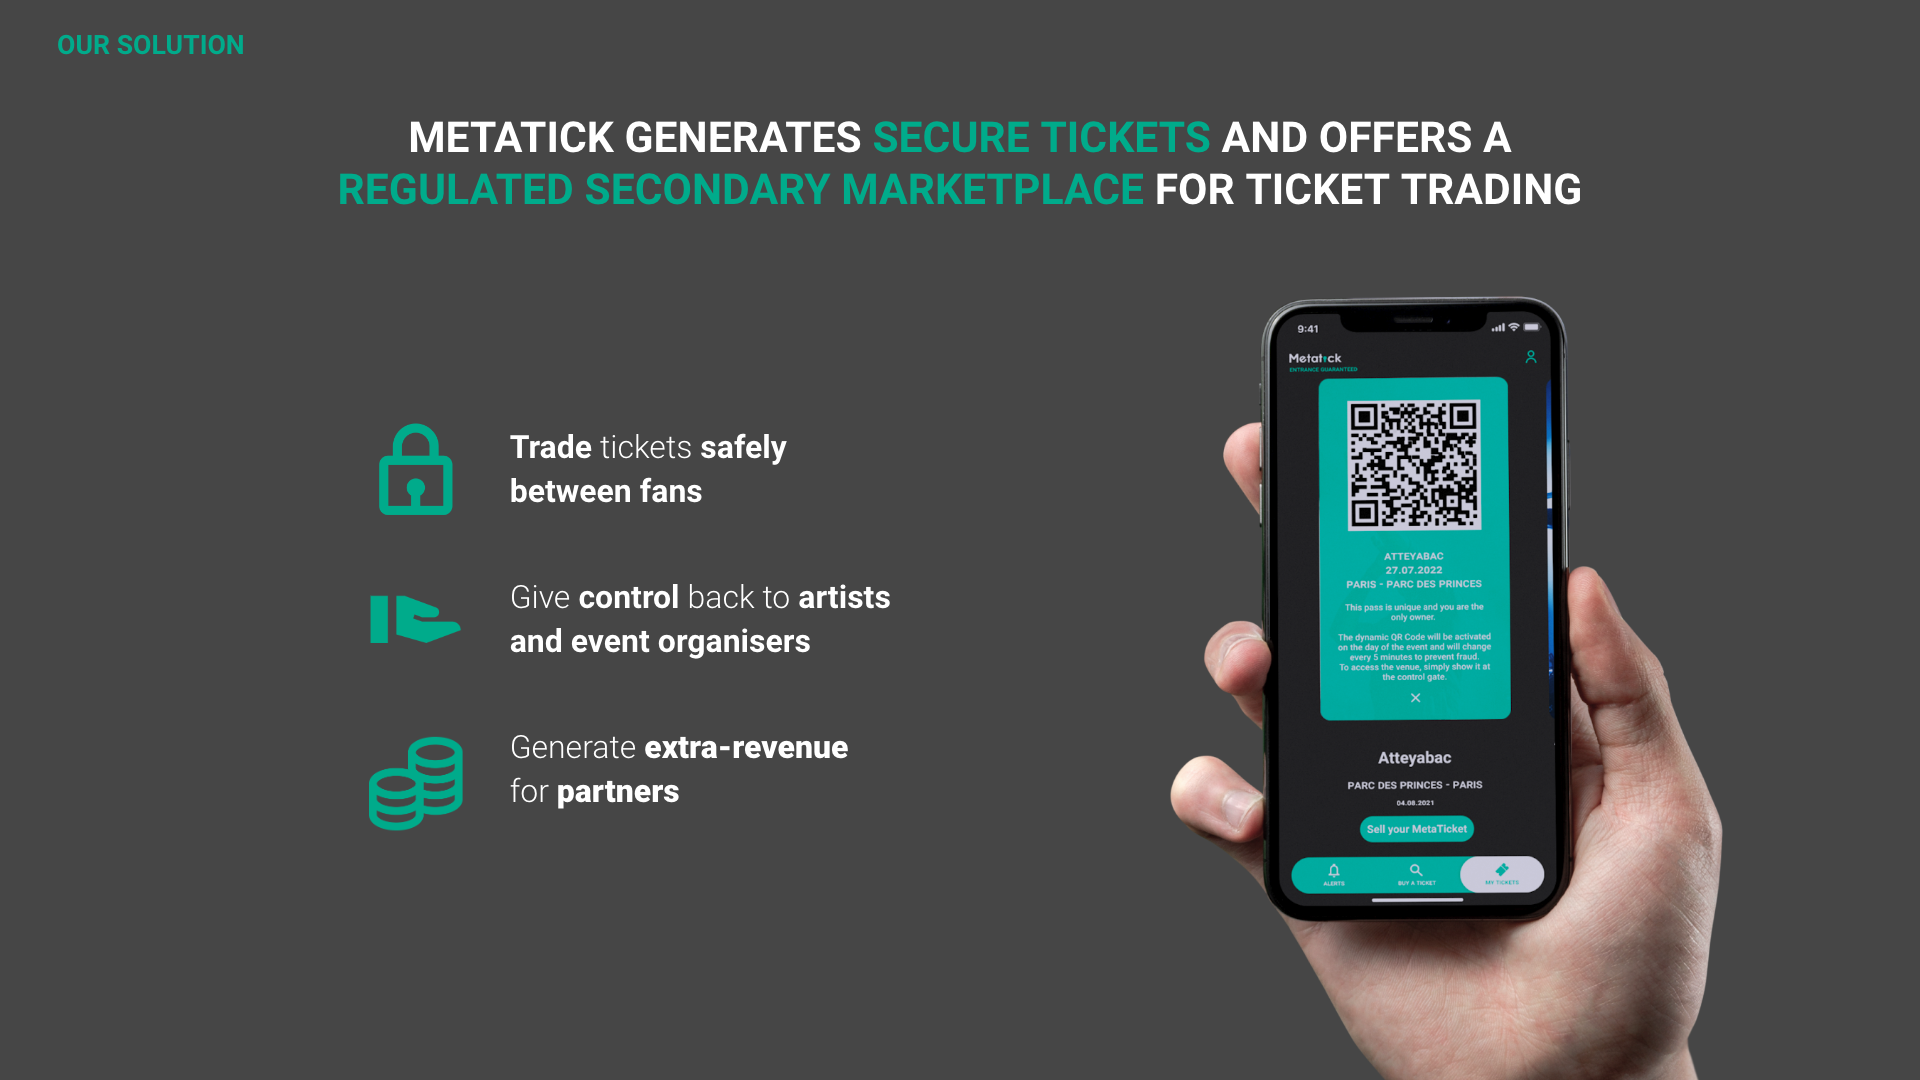 OUR SOLUTION
METATICK GENERATES SECURE TICKETS AND OFFERS A
REGULATED SECONDARY MARKETPLACE FOR TICKET TRADING
Trade tickets safely
between fans
Give control back to artists
and event organisers
Generate extra-revenue
for partners
9:41
Metatick
ENTRANCE GUARANTEED
ATTEYABAC
27.07.2022
PARIS - PARC DES PRINCES
This pass is unique and you are the
only owner.
The dynamic QR Code will be activated
on the day of the event and will change
every 5 minutes to prevent fraud.
To access the venue, simply show it at
the control gate.
Atteyabac
PARC DES PRINCES - PARIS
04.08.2021
Sell your MetaTicket
ALERTS
BUY A TICKET
MY TICKETS